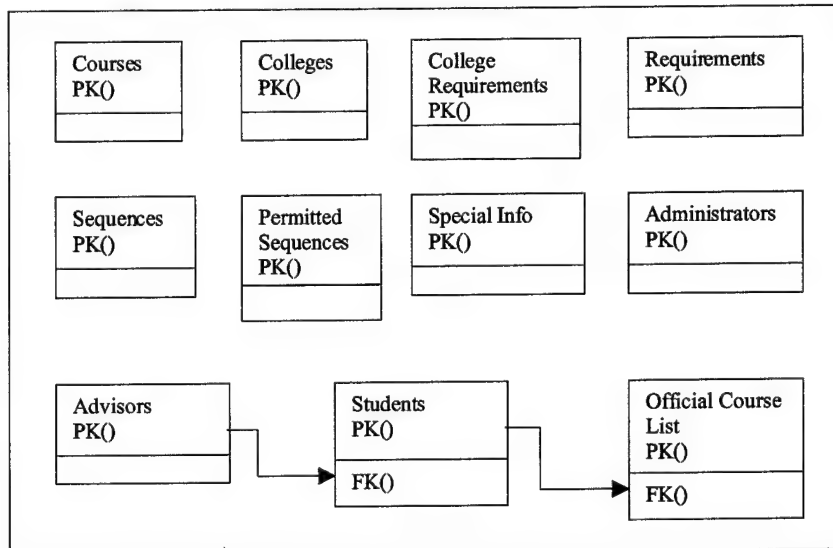 Courses
PK()
Colleges
PK()
College
Requirements
PK()
Requirements
PK()
Sequences
PK()
Permitted
Sequences
PK()
Special Info
PK()
Administrators
PK()
Advisors
PK()
Students
PK()
FK()
Official Course
List
PK()
FK()